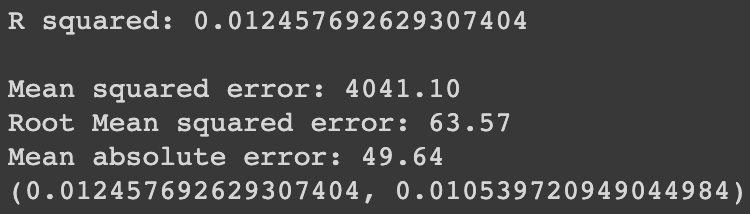 R squared: 0.012457692629307404
Mean squared error: 4041.10
Root Mean squared error: 63.57
Mean absolute error: 49.64
(0.012457692629307404, 0.010539720949044984)